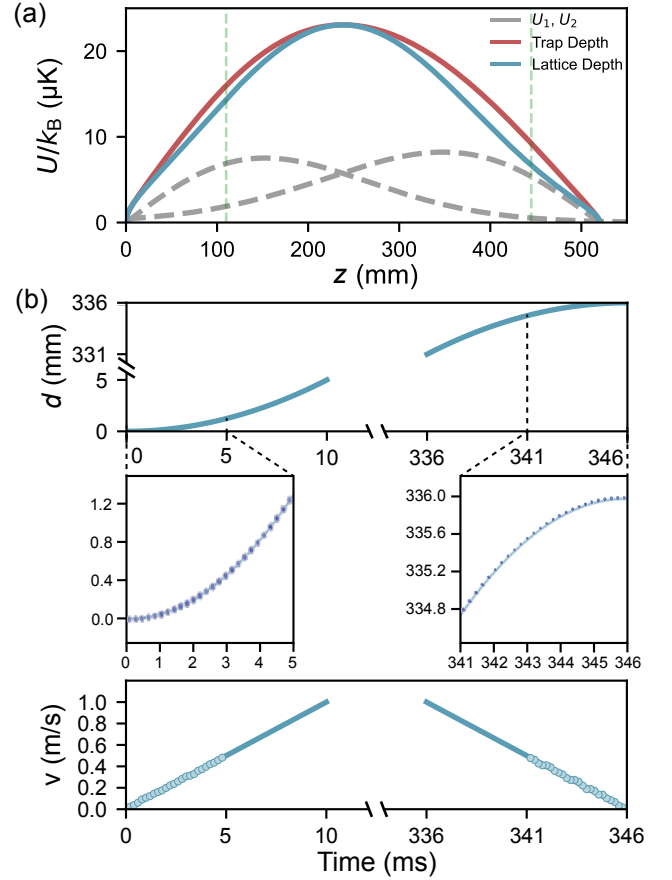 (a)
U/kB (μK)
20
10
0
U1, U2
Trap Depth
Lattice Depth
0 100 200 300 400 500
z (mm)
(b)
d (mm)
336
331
5
0
0 5 10 336 341 346
1.2
0.8
0.4
0.0
0 1 2 3 4 5
336.0
335.6
335.2
334.8
341 342 343 344 345 346
v (m/s)
1.0
0.8
0.6
0.4
0.2
0.0
0 5 10 336 341 346
Time (ms)